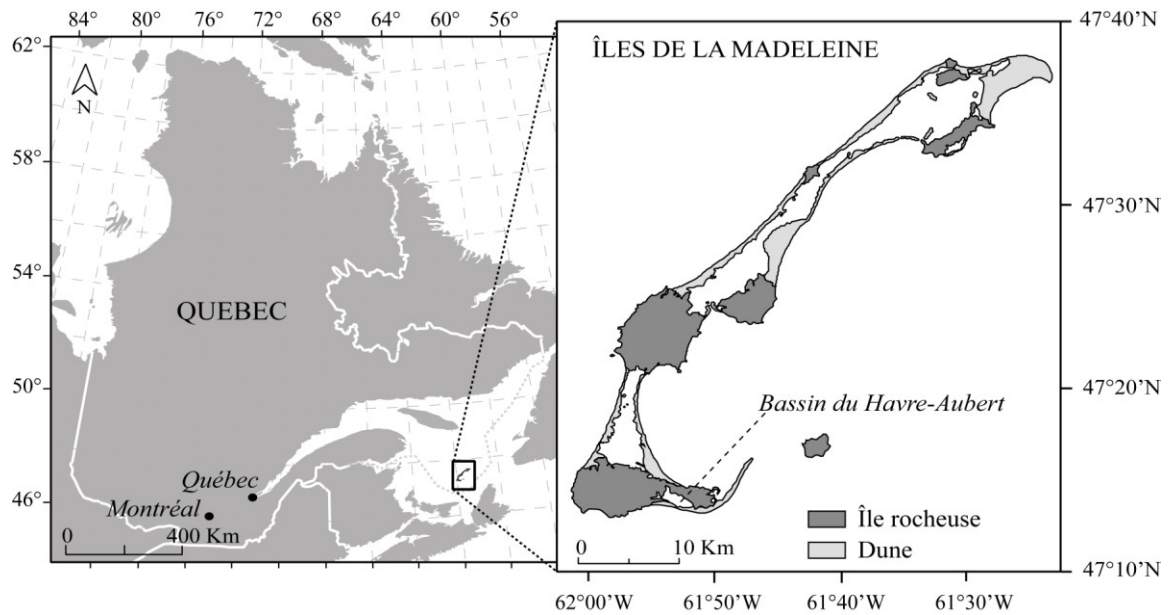 84° 80° 76° 72° 68° 64° 60° 56°
62°
58°
54°
50°
46°
N
QUEBEC
Québec
Montréal
0 400 Km
ÎLES DE LA MADELEINE
Bassin du Havre-Aubert
Île rocheuse
Dune
0 10 Km
47°40’N
47°30’N
47°20’N
47°10’N
62°00’W 61°50’W 61°40’W 61°30’W